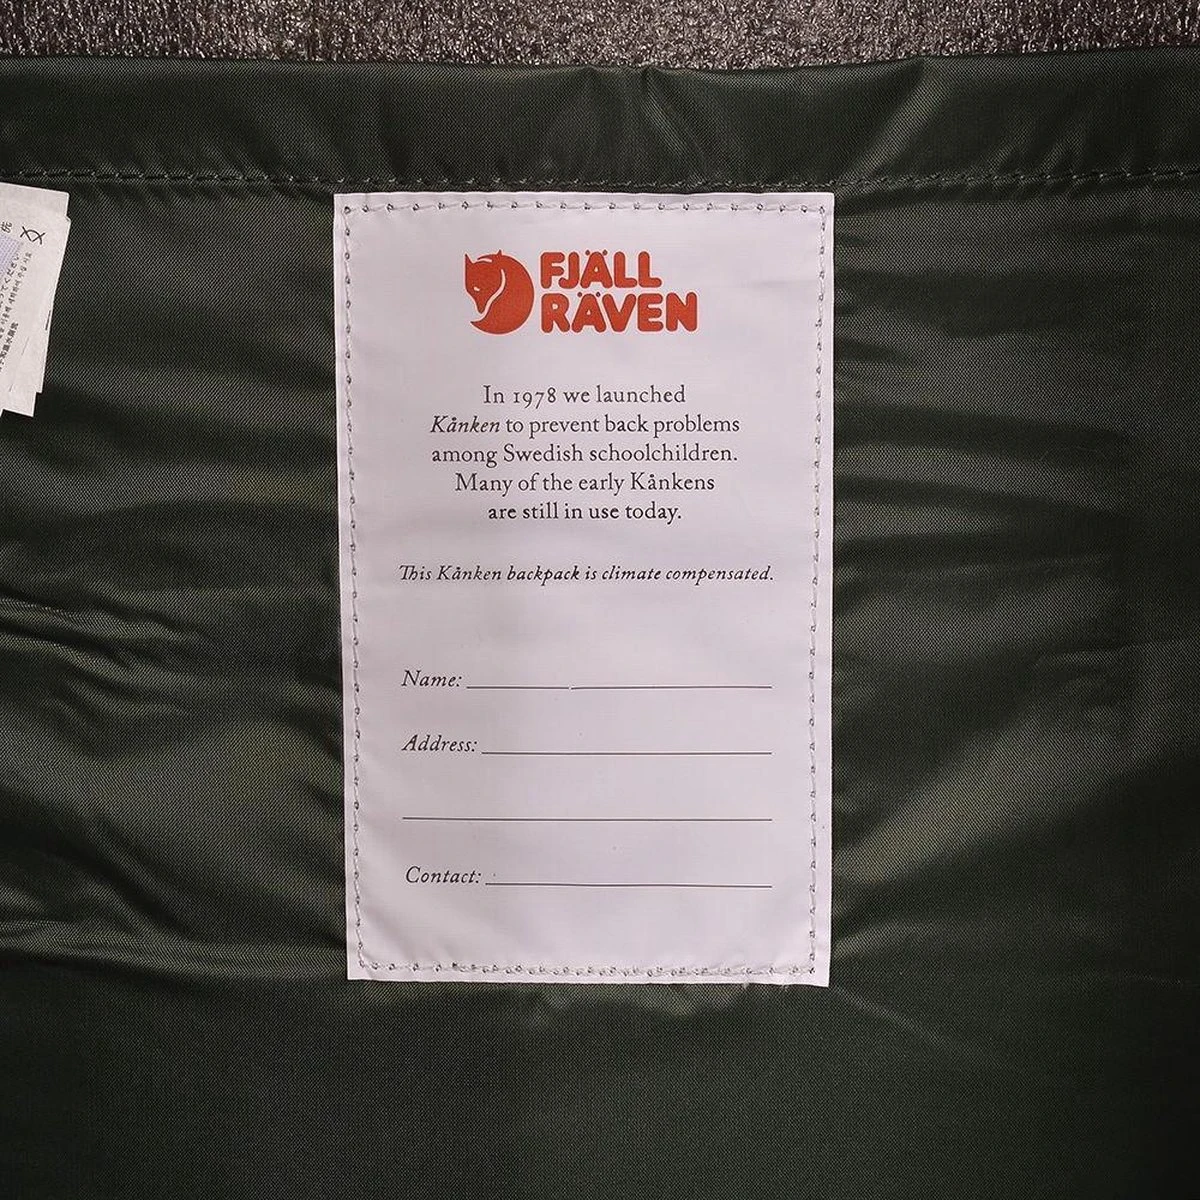 FJÄLL
RÄVEN
In 1978 we launched
Kånken to prevent back problems
among Swedish schoolchildren.
Many of the early Kånkens
are still in use today.
This Kånken backpack is climate compensated.
Name:
Address:
Contact: